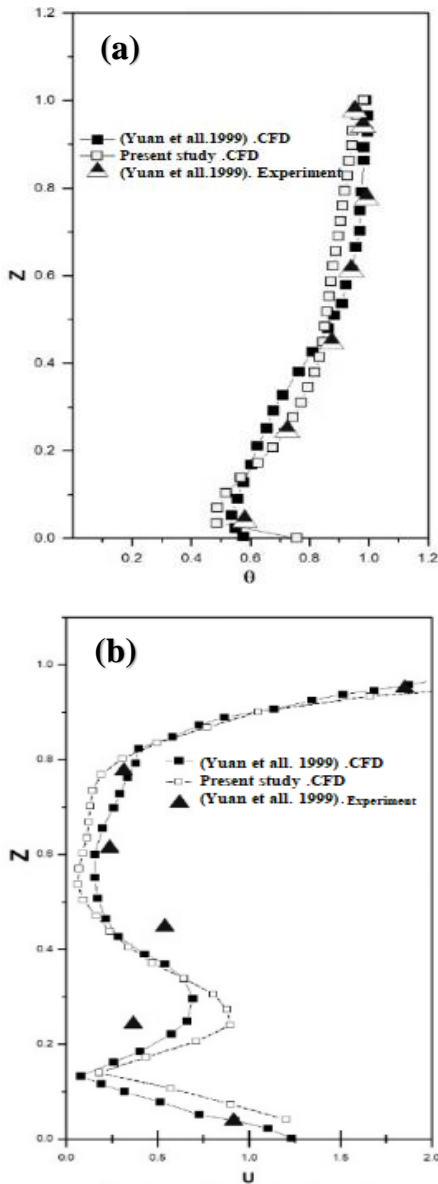 (a)
1.2
1.0
0.8
0.6
0.4
0.2
0.0
Z
(Yuan et all.1999) .CFD
Present study .CFD
(Yuan et all.1999). Experiment
0.2 0.4 0.6 0.8 1.0 1.2
θ
(b)
1.0
0.8
0.6
0.4
0.2
0.0
Z
(Yuan et all. 1999) .CFD
Present study .CFD
(Yuan et all. 1999). Experiment
0.0 0.5 1.0 1.5 2.0
U